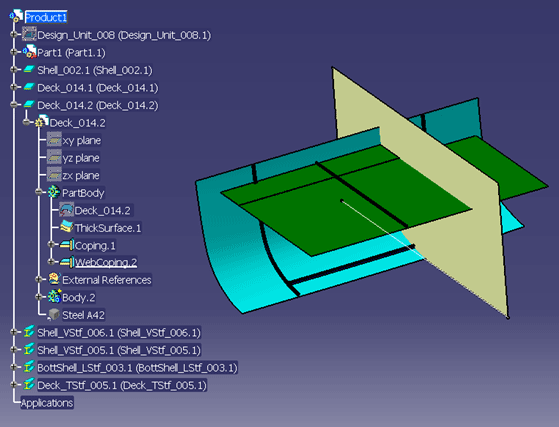 Product1
Design_Unit_008 (Design_Unit_008.1)
Part1 (Part1.1)
Shell_002.1 (Shell_002.1)
Deck_014.1 (Deck_014.1)
Deck_014.2 (Deck_014.2)
Deck_014.2
xy plane
yz plane
zx plane
PartBody
Deck_014.2
ThickSurface.1
Coping.1
WebCoping.2
External References
Body.2
Steel A42
Shell_VStf_006.1 (Shell_VStf_006.1)
Shell_VStf_005.1 (Shell_VStf_005.1)
BottShell_LStf_003.1 (BottShell_LStf_003.1)
Deck_TStf_005.1 (Deck_TStf_005.1)
Applications